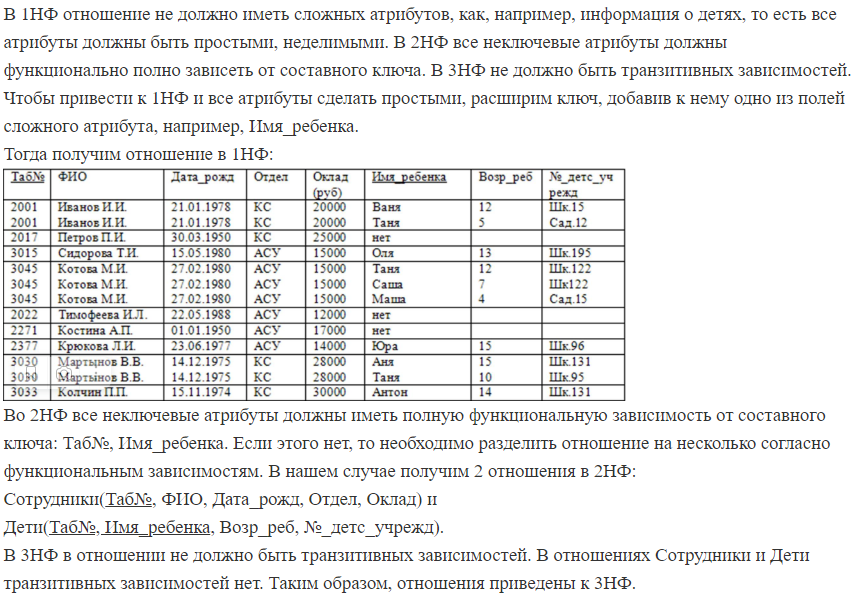 В 1НФ отношение не должно иметь сложных атрибутов, как, например, информация о детях, то есть все
атрибуты должны быть простыми, неделимыми. В 2НФ все неключевые атрибуты должны
функционально полно зависеть от составного ключа. В 3НФ не должно быть транзитивных зависимостей.
Чтобы привести к 1НФ и все атрибуты сделать простыми, расширим ключ, добавив к нему одно из полей
сложного атрибута, например, Имя_ребенка.
Тогда получим отношение в 1НФ:
Таб№ ФИО Дата_рожд Отдел Оклад (руб) Имя_ребенка Возр_реб №_детс_уч режд
2001 Иванов И.И. 21.01.1978 КС 20000 Ваня 12 Шк.15
2001 Иванов И.И. 21.01.1978 КС 20000 Таня 5 Сад.12
2017 Петров П.И. 30.03.1950 КС 25000 нет
3015 Сидорова Т.И. 15.05.1980 АСУ 15000 Оля 13 Шк.195
3045 Котова М.И. 27.02.1980 АСУ 15000 Таня 12 Шк.122
3045 Котова М.И. 27.02.1980 АСУ 15000 Саша 7 Шк122
3045 Котова М.И. 27.02.1980 АСУ 15000 Маша 4 Сад.15
2022 Тимофеева И.Л. 22.05.1988 АСУ 12000 нет
2271 Костина А.П. 01.01.1950 АСУ 17000 нет
2377 Крюкова Л.И. 23.06.1977 АСУ 14000 Юра 15 Шк.96
3030 Мартынов В.В. 14.12.1975 КС 28000 Аня 15 Шк.131
3030 Мартынов В.В. 14.12.1975 КС 28000 Таня 10 Шк.95
3033 Колчин П.П. 15.11.1974 КС 30000 Антон 14 Шк.131
Во 2НФ все неключевые атрибуты должны иметь полную функциональную зависимость от составного
ключа: Таб№, Имя_ребенка. Если этого нет, то необходимо разделить отношение на несколько согласно
функциональным зависимостям. В нашем случае получим 2 отношения в 2НФ:
Сотрудники(Таб№, ФИО, Дата_рожд, Отдел, Оклад) и
Дети(Таб№, Имя_ребенка, Возр_реб, №_детс_учрежд).
В 3НФ в отношении не должно быть транзитивных зависимостей. В отношениях Сотрудники и Дети
транзитивных зависимостей нет. Таким образом, отношения приведены к 3НФ.